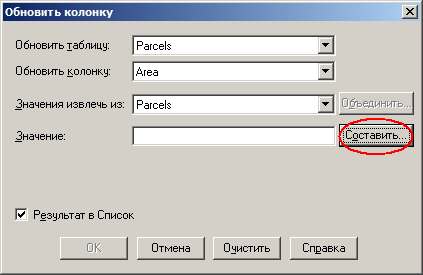 Обновить колонку
Обновить таблицу: Parcels
Обновить колонку: Area
Значения извлечь из: Parcels Объединить...
Значение: Составить...
Результат в Список
ОК Отмена Очистить Справка